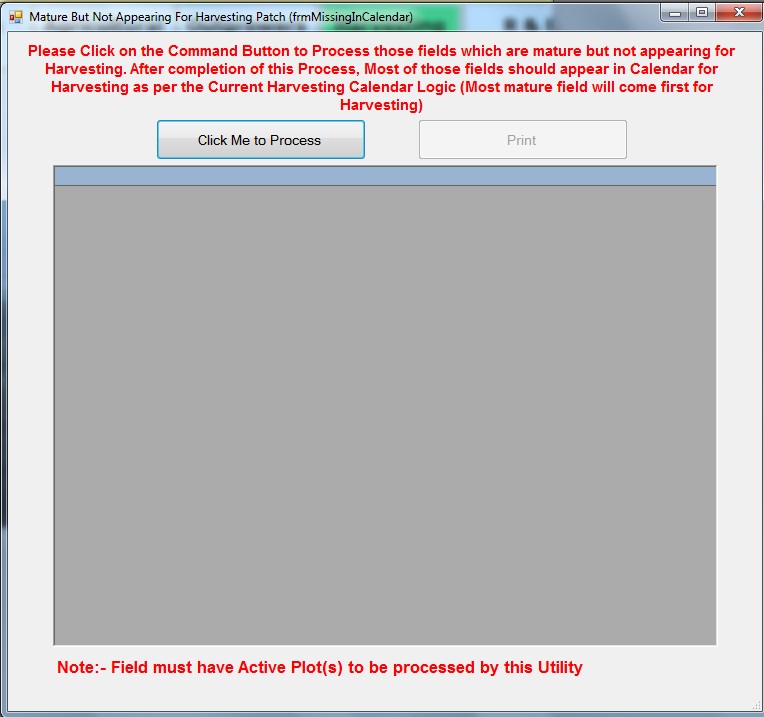 Mature But Not Appearing For Harvesting Patch (frmMissingInCalendar)
Please Click on the Command Button to Process those fields which are mature but not appearing for
Harvesting. After completion of this Process, Most of those fields should appear in Calendar for
Harvesting as per the Current Harvesting Calendar Logic (Most mature field will come first for
Harvesting)
Click Me to Process
Print
Note:- Field must have Active Plot(s) to be processed by this Utility